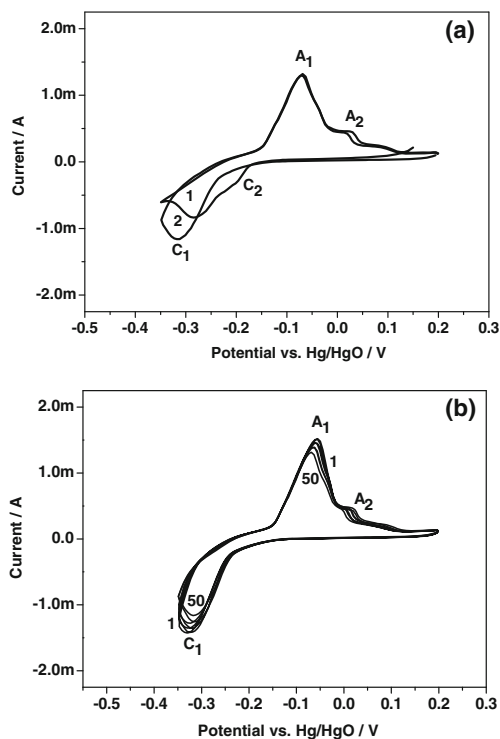 (a)
2.0m
1.0m
0.0
-1.0m
-2.0m
Current / A
A1
A2
1
2
C2
C1
-0.5 -0.4 -0.3 -0.2 -0.1 0.0 0.1 0.2 0.3
Potential vs. Hg/HgO / V
(b)
2.0m
1.0m
0.0
-1.0m
-2.0m
Current / A
A1
1
50
A2
50
1
C1
-0.5 -0.4 -0.3 -0.2 -0.1 0.0 0.1 0.2 0.3
Potential vs. Hg/HgO / V